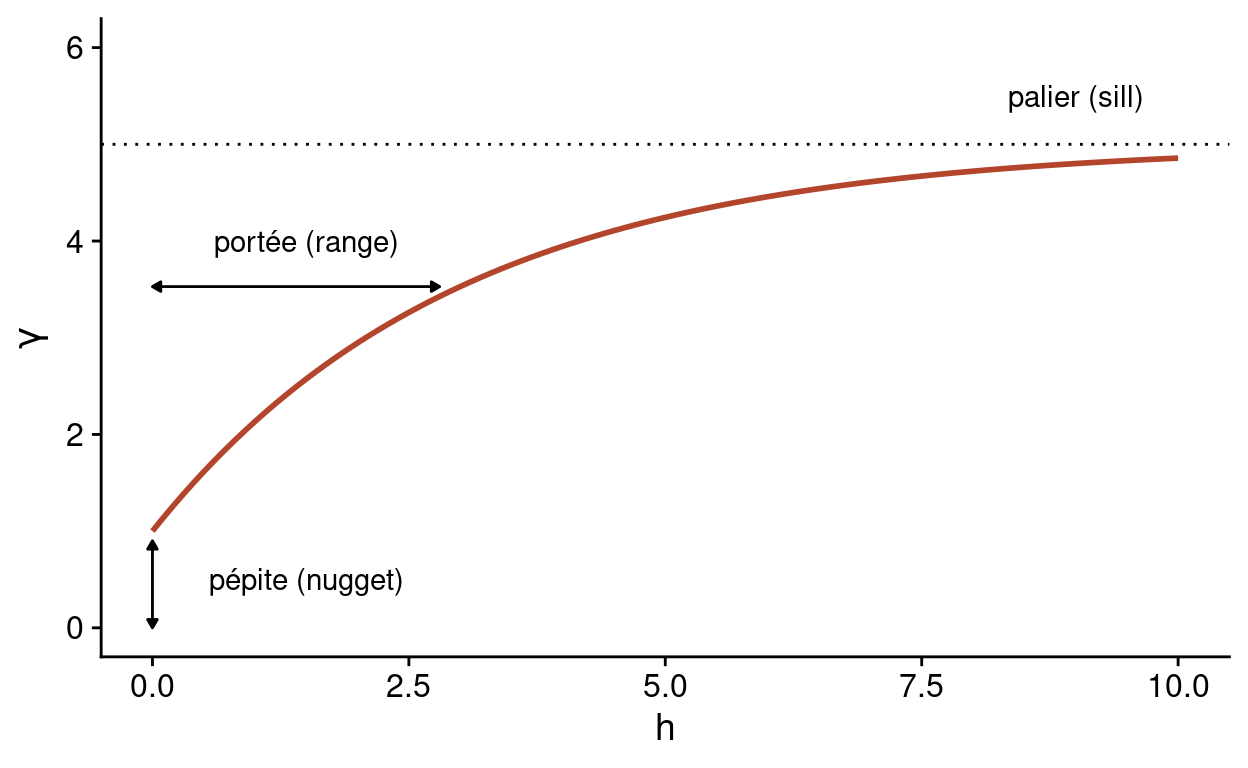 6
palier (sill)
portée (range)
4
γ
2
pépite (nugget)
0
0.0 2.5 5.0 7.5 10.0
h